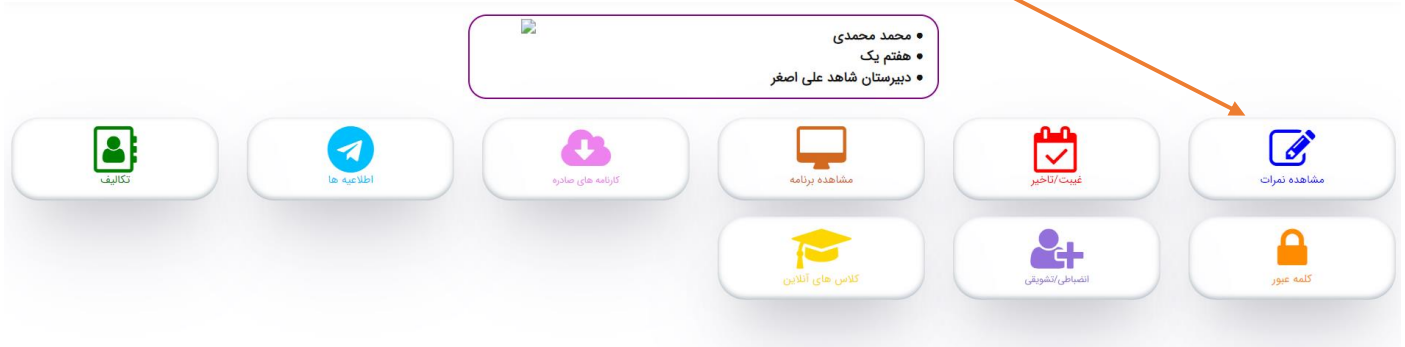 محمد محمدی
هفتم یک
دبیرستان شاهد علی اصغر
مشاهده نمرات
غیبت/تاخیر
مشاهده برنامه
کارنامه های صادره
اطلاعیه ها
تکالیف
کلمه عبور
انضباطی/تشویقی
کلاس های آنلاین